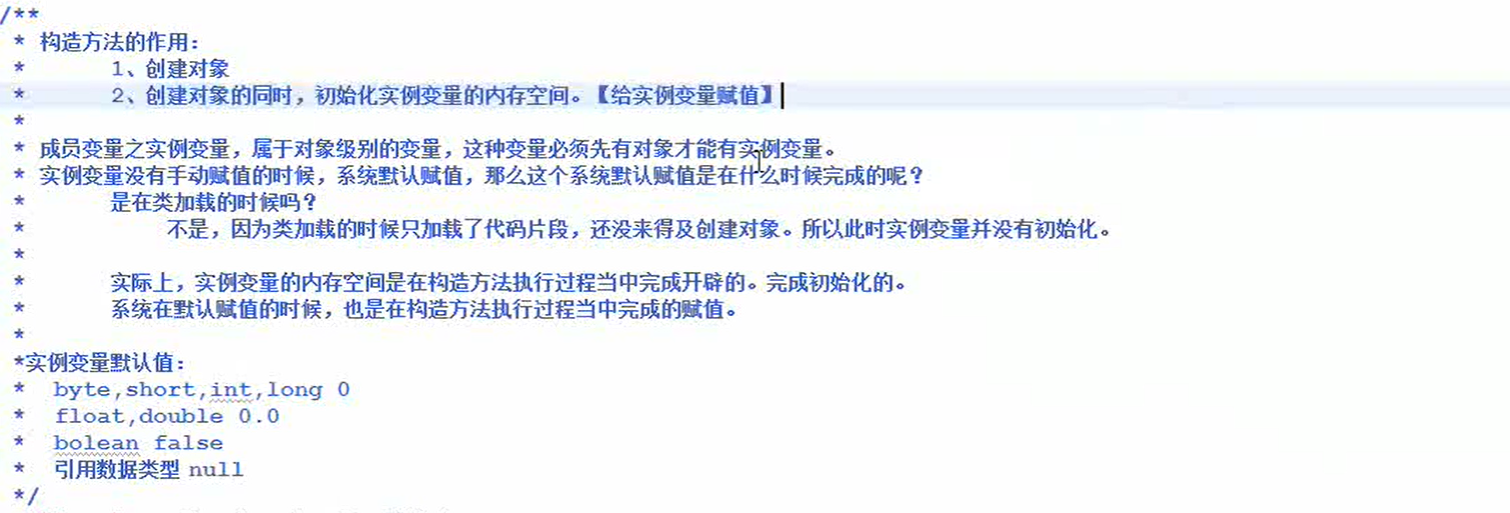 /**
* 构造方法的作用：
* 1、创建对象
* 2、创建对象的同时，初始化实例变量的内存空间。【给实例变量赋值】
*
* 成员变量之实例变量，属于对象级别的变量，这种变量必须先有对象才能有实例变量。
* 实例变量没有手动赋值的时候，系统默认赋值，那么这个系统默认赋值是在什么时候完成的呢？
* 是在类加载的时候吗？
* 不是，因为类加载的时候只加载了代码片段，还没来得及创建对象。所以此时实例变量并没有初始化。
*
* 实际上，实例变量的内存空间是在构造方法执行过程当中完成开辟的。完成初始化的。
* 系统在默认赋值的时候，也是在构造方法执行过程当中完成的赋值。
*
*实例变量默认值：
* byte,short,int,long 0
* float,double 0.0
* bolean false
* 引用数据类型 null
*/